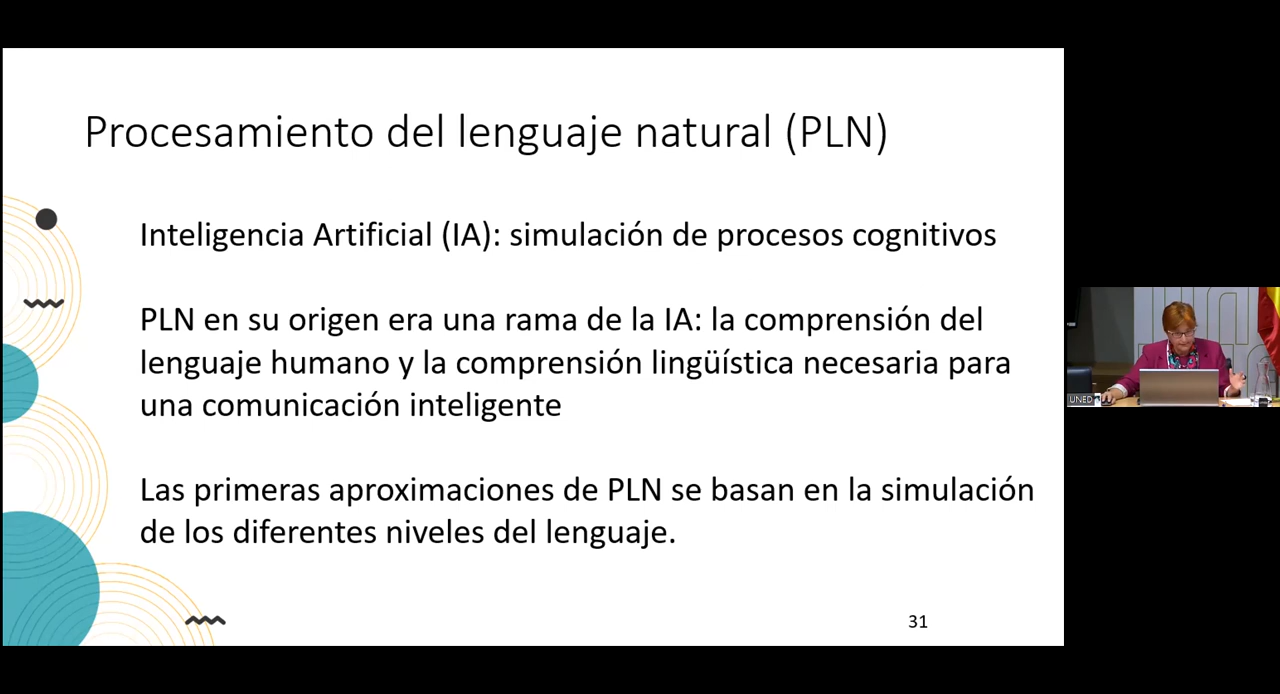 Procesamiento del lenguaje natural (PLN)
Inteligencia Artificial (IA): simulación de procesos cognitivos
PLN en su origen era una rama de la IA: la comprensión del
lenguaje humano y la comprensión lingüística necesaria para
una comunicación inteligente
Las primeras aproximaciones de PLN se basan en la simulación
de los diferentes niveles del lenguaje.
31
UNED